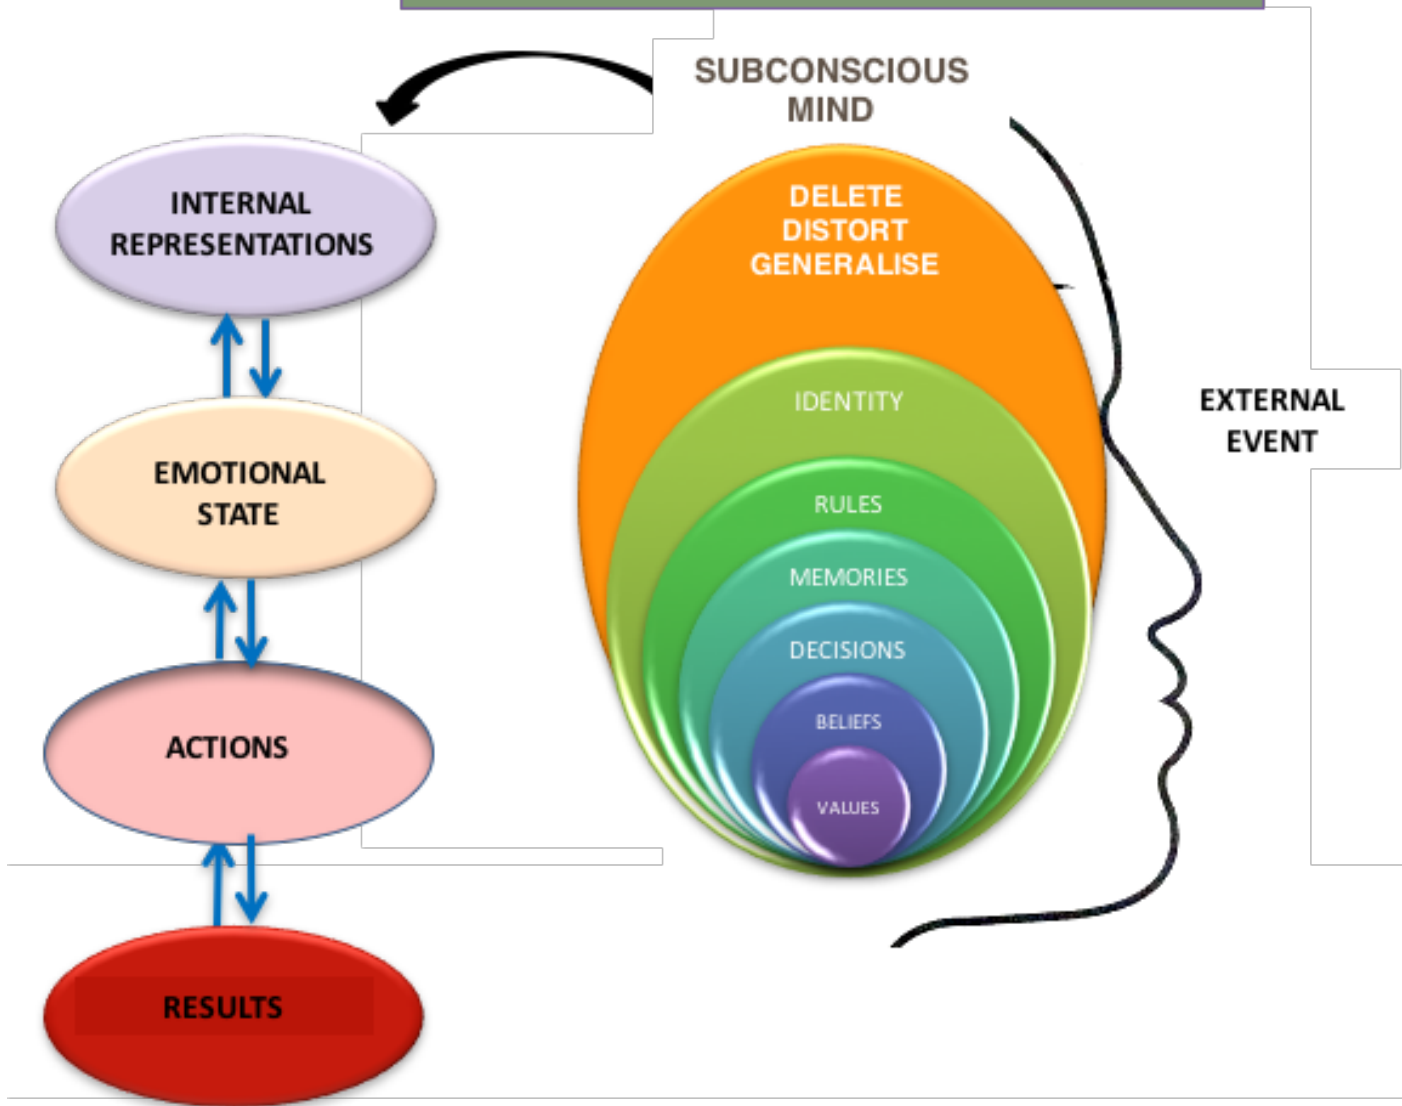 SUBCONSCIOUS
MIND
DELETE
DISTORT
GENERALISE
IDENTITY
RULES
MEMORIES
DECISIONS
BELIEFS
VALUES
EXTERNAL
EVENT
INTERNAL
REPRESENTATIONS
EMOTIONAL
STATE
ACTIONS
RESULTS